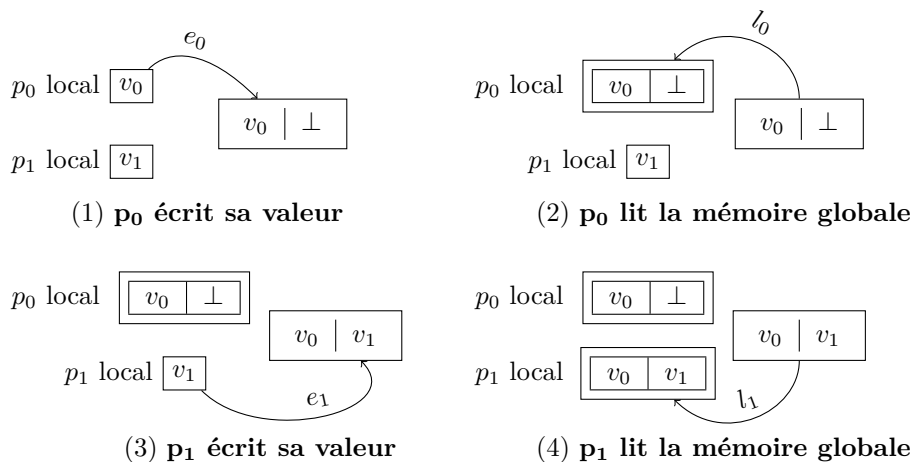 e₀
p₀ local v₀
v₀ | ⊥
p₁ local v₁
(1) p₀ écrit sa valeur
l₀
p₀ local v₀ | ⊥
v₀ | ⊥
p₁ local v₁
(2) p₀ lit la mémoire globale
p₀ local v₀ | ⊥
v₀ | v₁
p₁ local v₁
e₁
(3) p₁ écrit sa valeur
p₀ local v₀ | ⊥
v₀ | v₁
p₁ local v₀ | v₁
l₁
(4) p₁ lit la mémoire globale